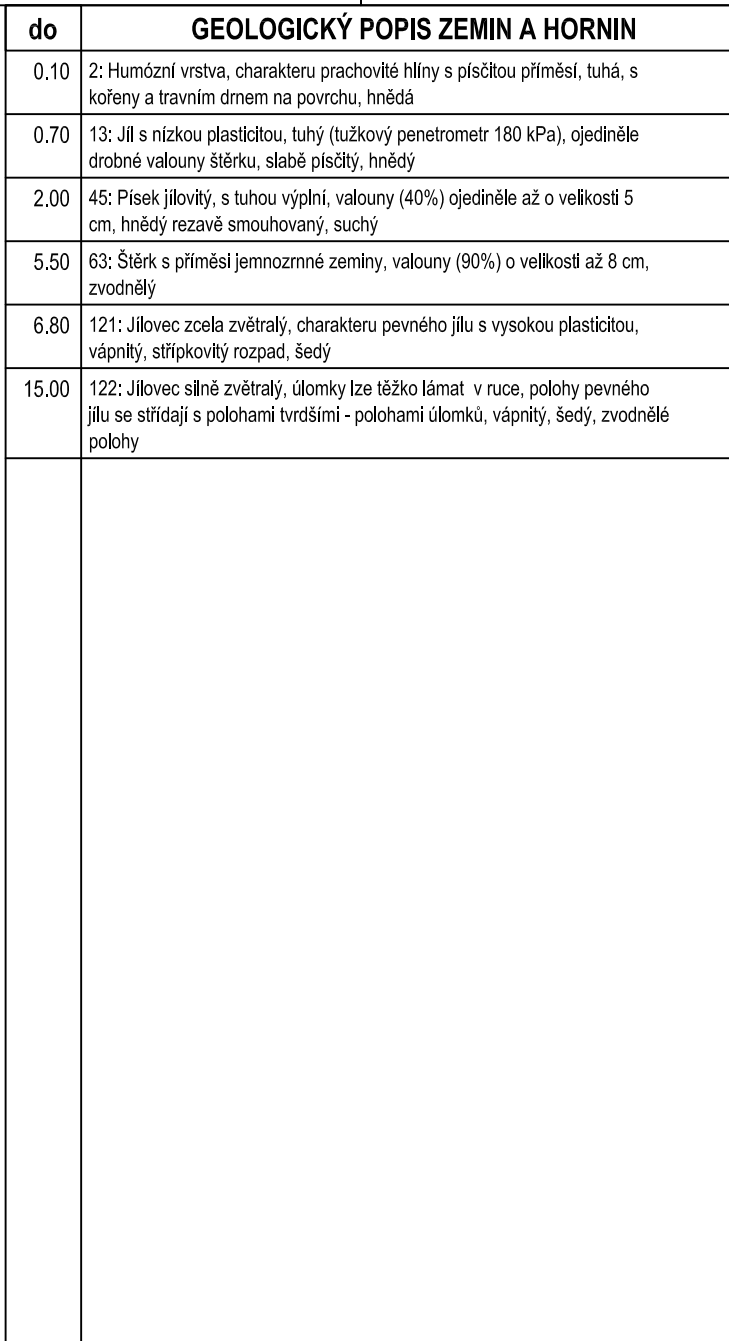 do GEOLOGICKÝ POPIS ZEMIN A HORNIN
0.10 2: Humózní vrstva, charakteru prachovité hlíny s písčitou příměsí, tuhá, s
kořeny a travním drnem na povrchu, hnědá
0.70 13: Jíl s nízkou plasticitou, tuhý (tužkový penetrometr 180 kPa), ojediněle
drobné valouny štěrku, slabě písčitý, hnědý
2.00 45: Písek jílovitý, s tuhou výplní, valouny (40%) ojediněle až o velikosti 5
cm, hnědý rezavě smouhovaný, suchý
5.50 63: Štěrk s příměsi jemnozrnné zeminy, valouny (90%) o velikosti až 8 cm,
zvodnělý
6.80 121: Jílovec zcela zvětralý, charakteru pevného jílu s vysokou plasticitou,
vápnitý, střípkovitý rozpad, šedý
15.00 122: Jílovec silně zvětralý, úlomky lze těžko lámat v ruce, polohy pevného
jílu se střídají s polohami tvrdšími - polohami úlomků, vápnitý, šedý, zvodnělé
polohy